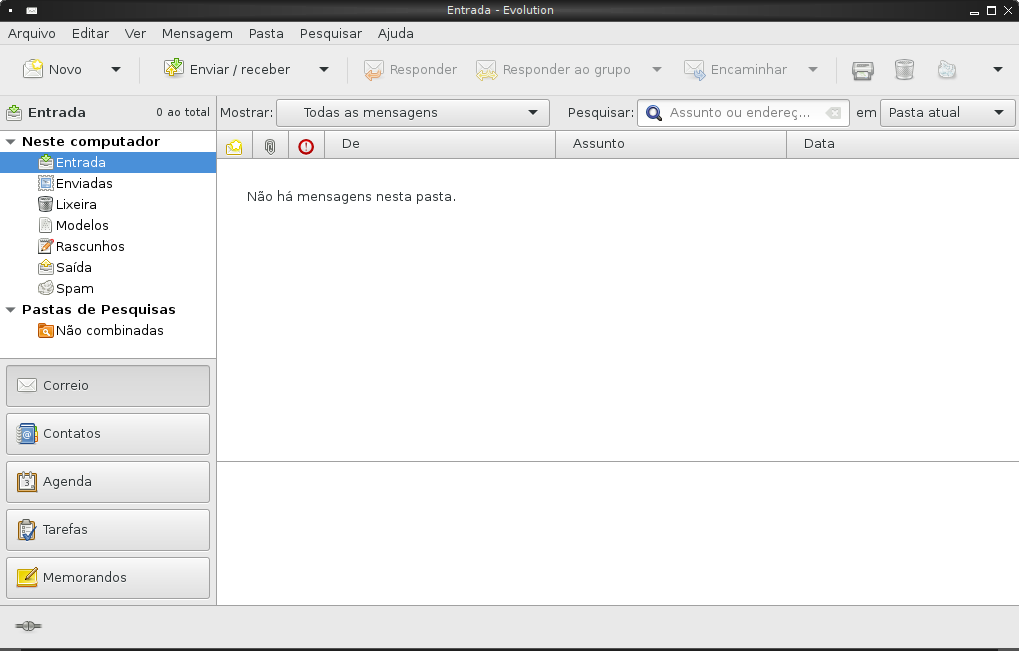 Entrada - Evolution
Arquivo Editar Ver Mensagem Pasta Pesquisar Ajuda
Novo Enviar / receber Responder Responder ao grupo Encaminhar
Entrada 0 ao total Mostrar: Todas as mensagens Pesquisar: Assunto ou endereç... em Pasta atual
De Assunto Data
Não há mensagens nesta pasta.
Neste computador
Entrada
Enviadas
Lixeira
Modelos
Rascunhos
Saída
Spam
Pastas de Pesquisas
Não combinadas
Correio
Contatos
Agenda
Tarefas
Memorandos